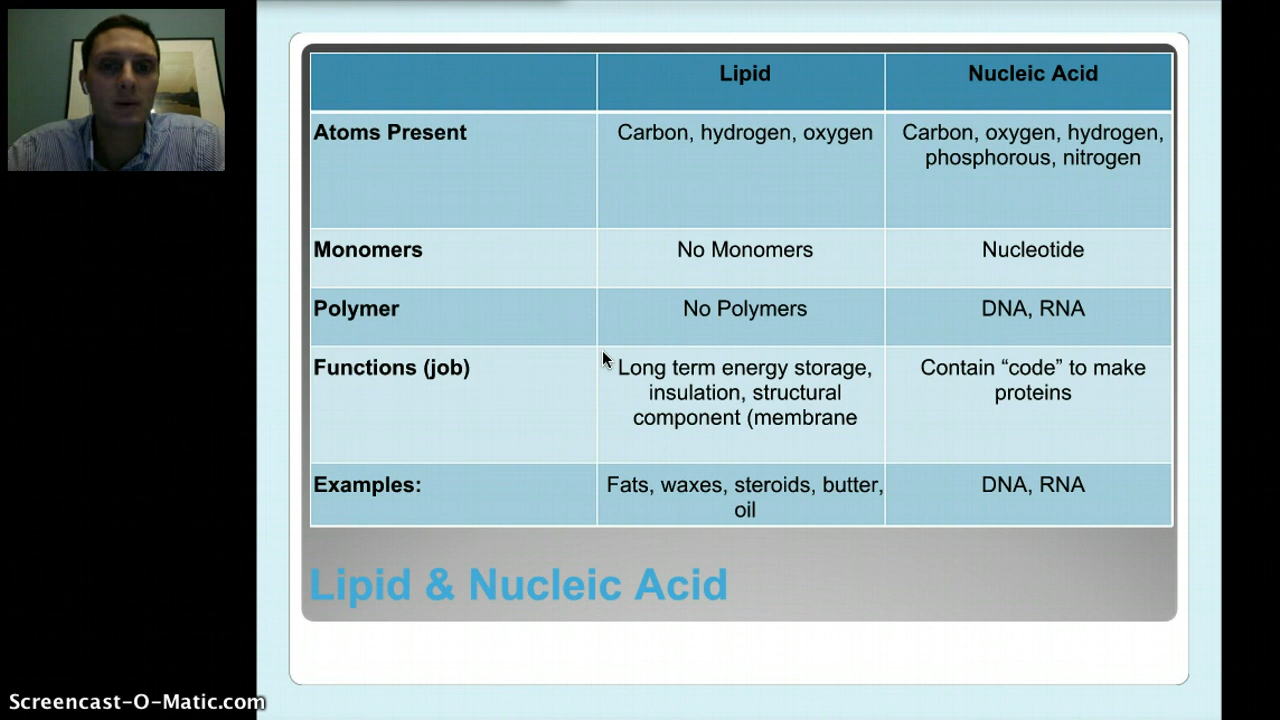 Lipid
Nucleic Acid
Atoms Present
Carbon, hydrogen, oxygen
Carbon, oxygen, hydrogen,
phosphorous, nitrogen
Monomers
No Monomers
Nucleotide
Polymer
No Polymers
DNA, RNA
Functions (job)
Long term energy storage,
insulation, structural
component (membrane
Contain “code” to make
proteins
Examples:
Fats, waxes, steroids, butter,
oil
DNA, RNA
Lipid & Nucleic Acid
Screencast-O-Matic.com